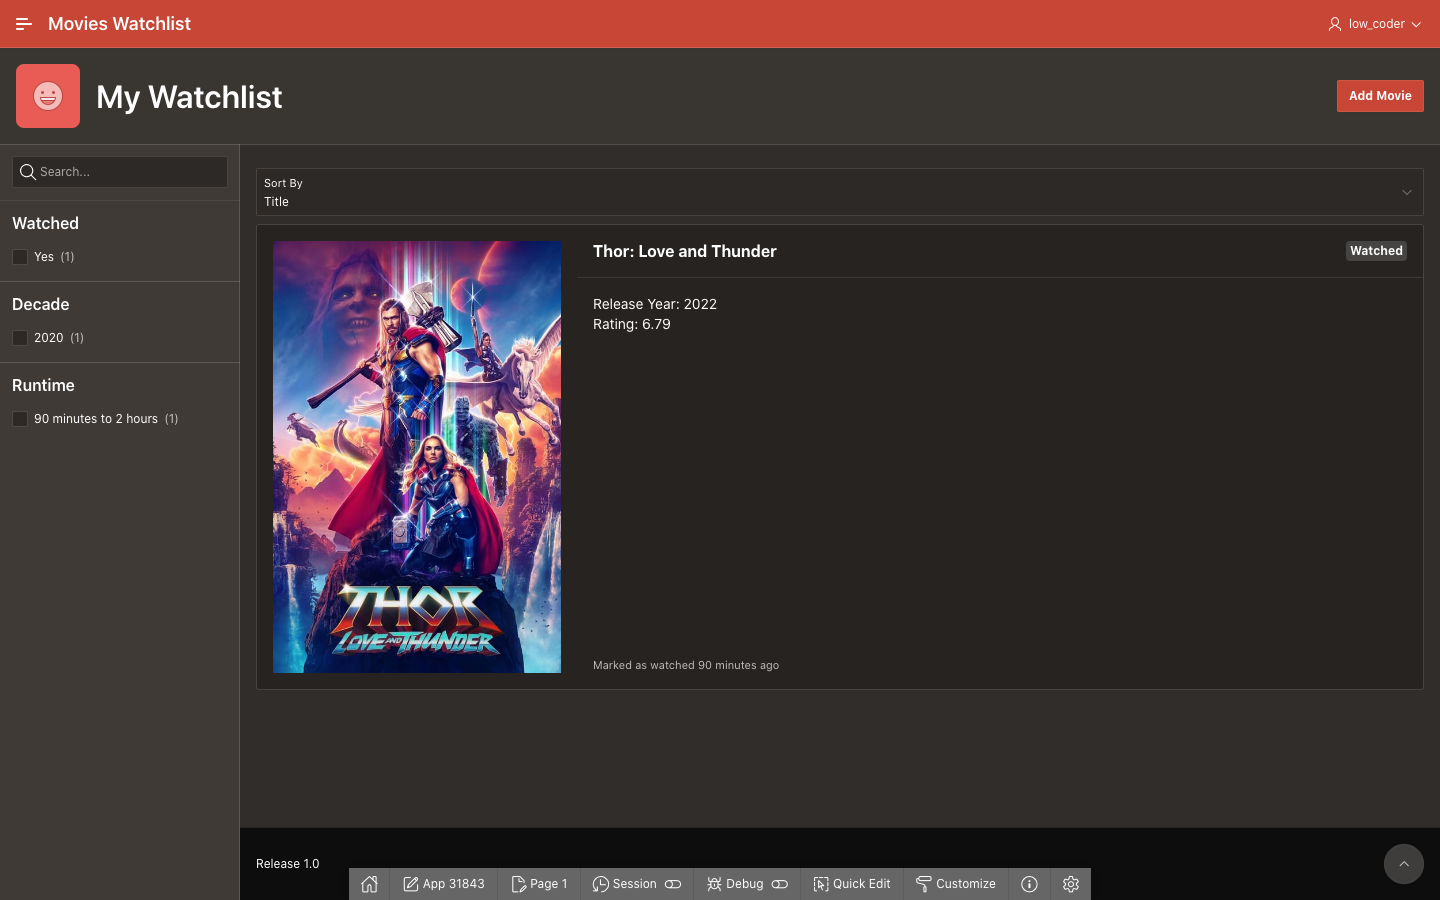 Movies Watchlist
low_coder
My Watchlist
Add Movie
Search...
Watched
Yes (1)
Decade
2020 (1)
Runtime
90 minutes to 2 hours (1)
Sort By
Title
THOR
LOVE AND THUNDER
Thor: Love and Thunder
Watched
Release Year: 2022
Rating: 6.79
Marked as watched 90 minutes ago
Release 1.0
App 31843
Page 1
Session
Debug
Quick Edit
Customize